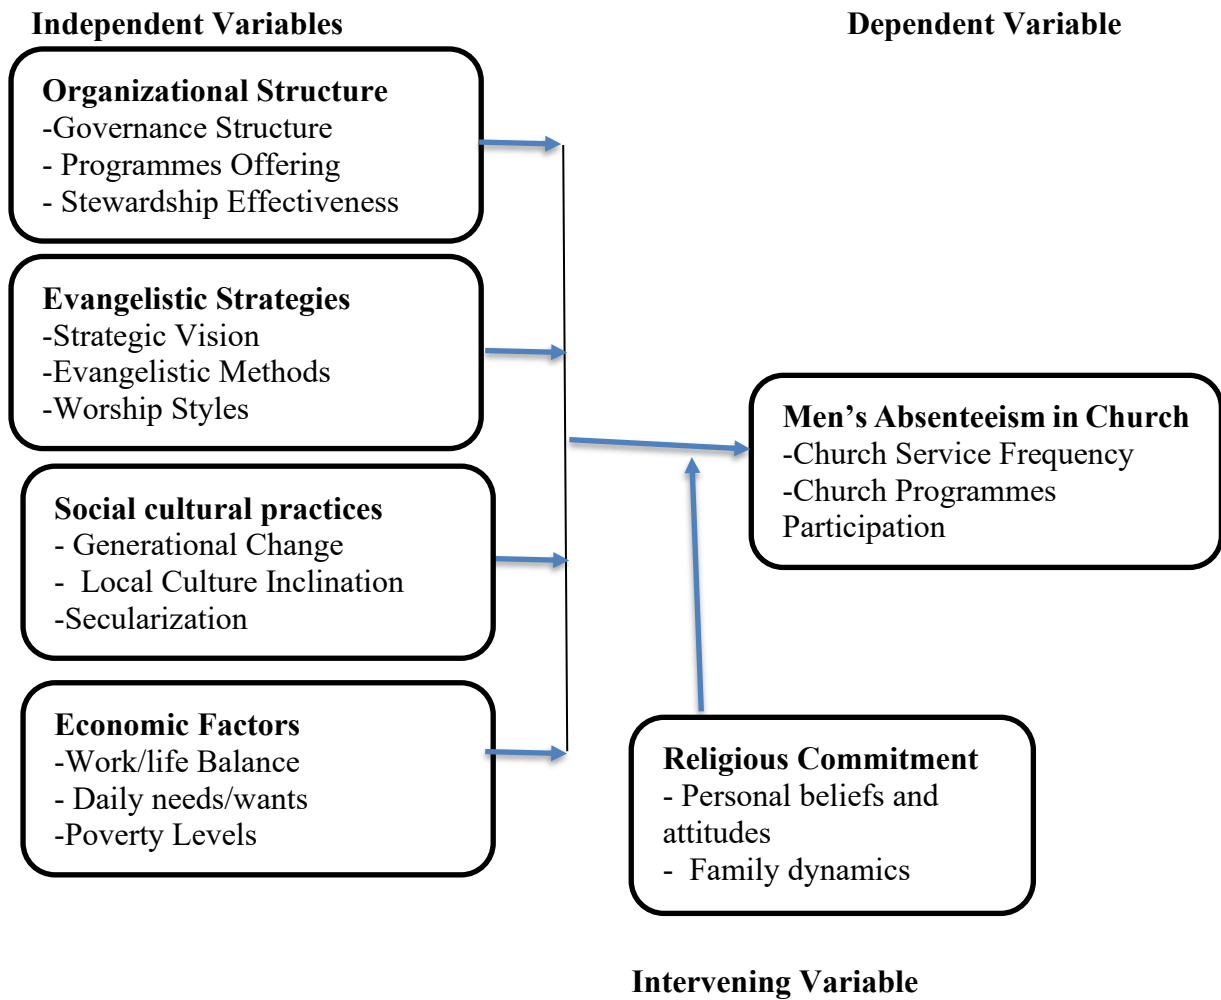 Independent Variables
Dependent Variable
Organizational Structure
-Governance Structure
- Programmes Offering
- Stewardship Effectiveness
Evangelistic Strategies
-Strategic Vision
-Evangelistic Methods
-Worship Styles
Men’s Absenteeism in Church
-Church Service Frequency
-Church Programmes
Participation
Social cultural practices
- Generational Change
-  Local Culture Inclination
-Secularization
Economic Factors
-Work/life Balance
- Daily needs/wants
-Poverty Levels
Religious Commitment
- Personal beliefs and
attitudes
-  Family dynamics
Intervening Variable